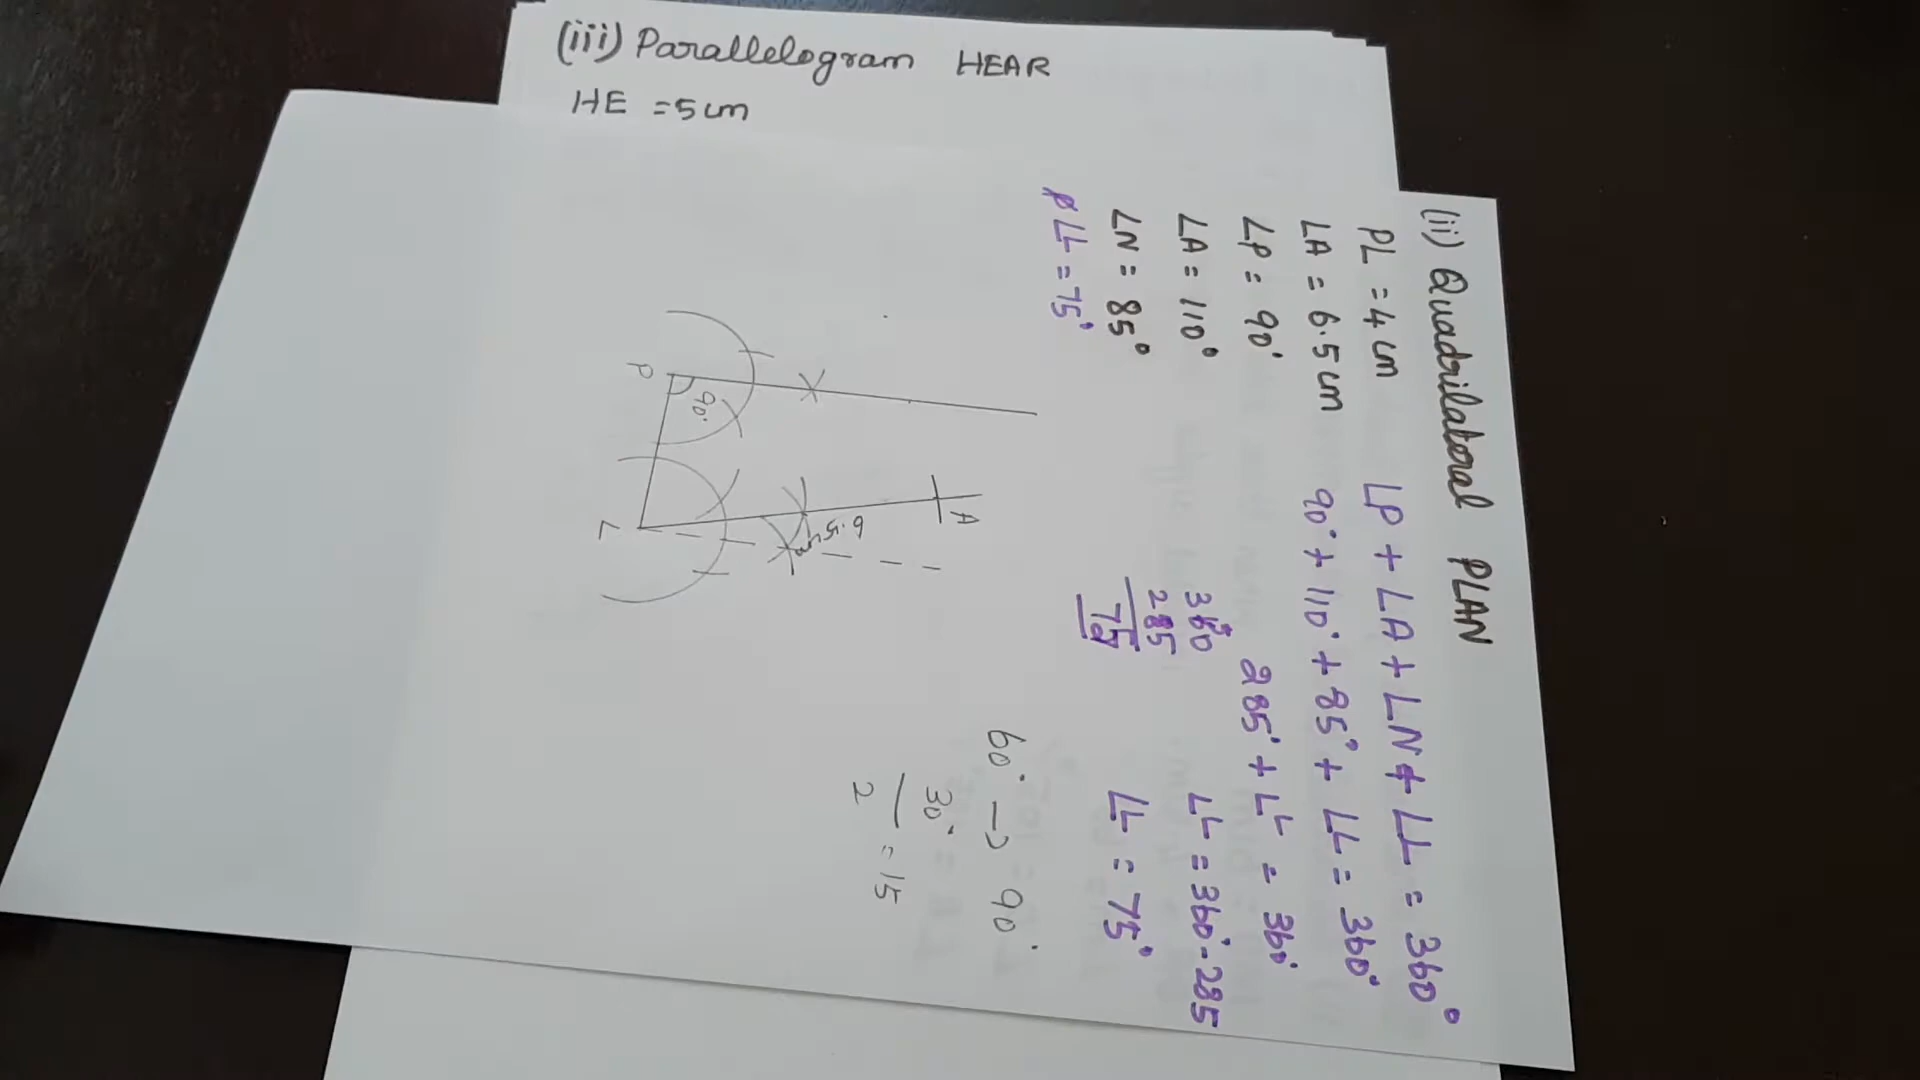 (iii) Parallelogram HEAR
HE = 5 cm
(ii) Quadrilateral PLAN
PL = 4 cm
LA = 6.5 cm
∠P = 90°
∠A = 110°
∠N = 85°
∠L = 75°
∠P + ∠A + ∠N + ∠L = 360°
90° + 110° + 85° + ∠L = 360°
285° + ∠L = 360°
∠L = 360° - 285
∠L = 75°
360
285
75
60° → 90°
30°
2
= 15
P
90°
L
6.5 cm
A